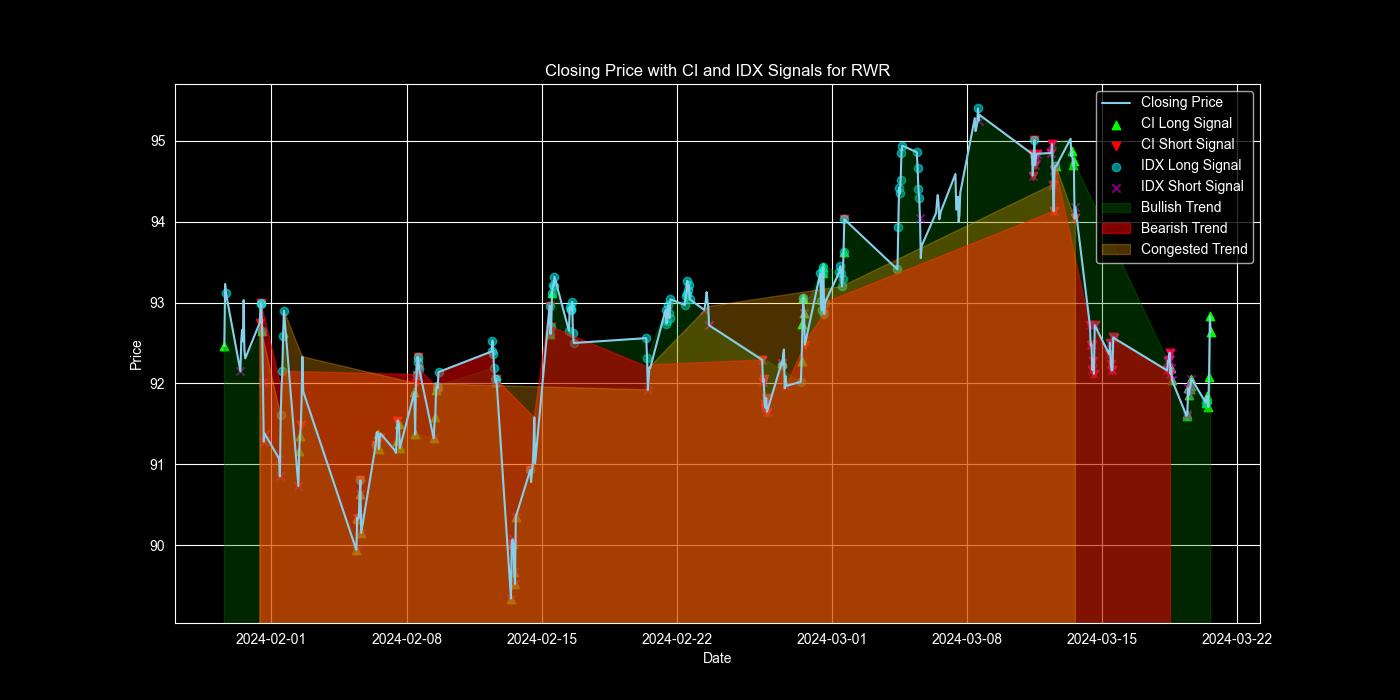 Closing Price with CI and IDX Signals for RWR
Closing Price
CI Long Signal
CI Short Signal
IDX Long Signal
IDX Short Signal
Bullish Trend
Bearish Trend
Congested Trend
Price
95
94
93
92
91
90
2024-02-01 2024-02-08 2024-02-15 2024-02-22 2024-03-01 2024-03-08 2024-03-15 2024-03-22
Date